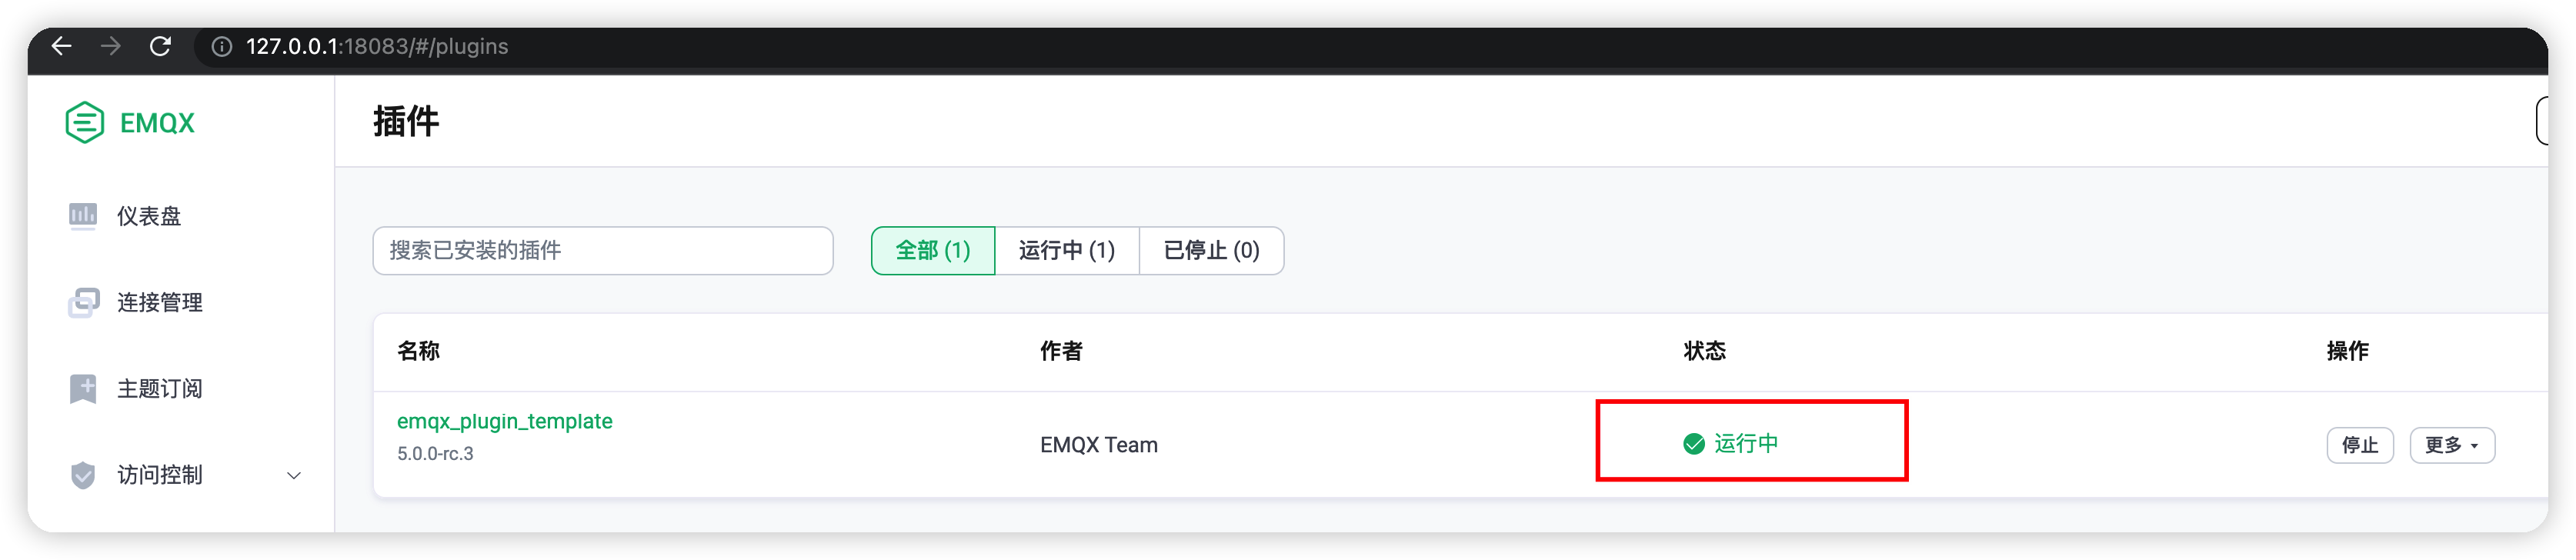 127.0.0.1:18083/#/plugins
EMQX
插件
仪表盘
搜索已安装的插件
全部 (1) 运行中 (1) 已停止 (0)
连接管理
名称 作者 状态 操作
主题订阅
emqx_plugin_template
5.0.0-rc.3
EMQX Team
运行中
停止 更多
访问控制